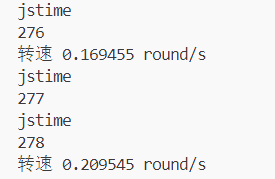 jstime
276
转速 0.169455 round/s
jstime
277
jstime
278
转速 0.209545 round/s